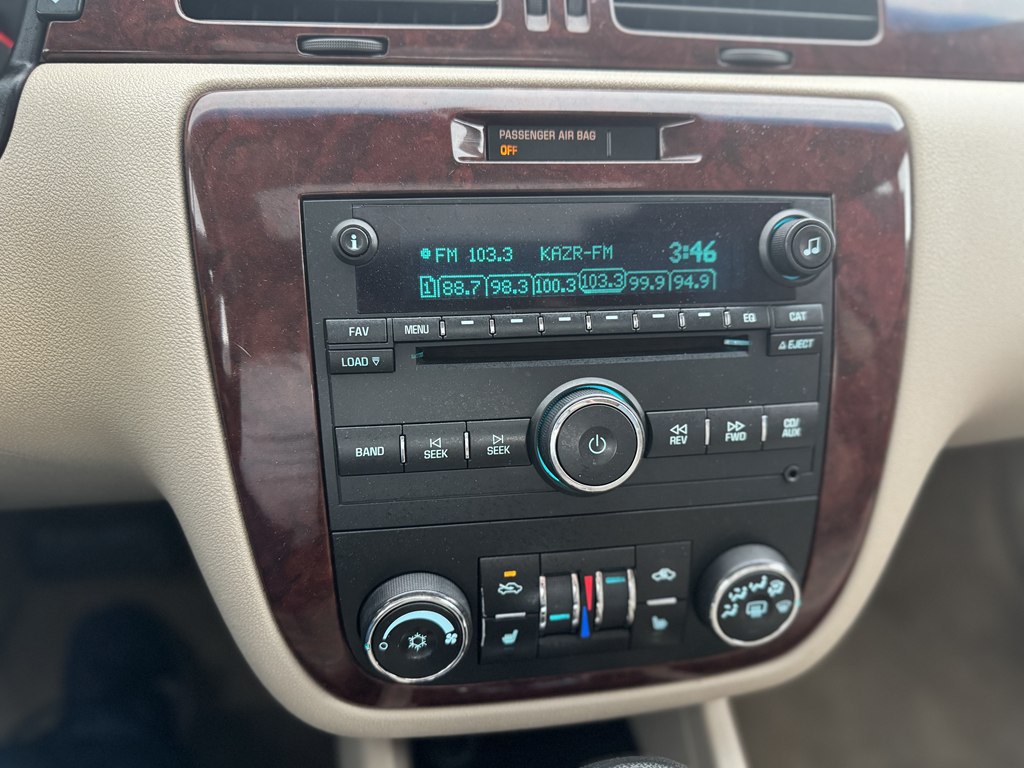 PASSENGER AIR BAG
OFF
i
FM 103.3 KAZR-FM 3:46
1 88.7 98.3 100.3 103.3 99.9 94.9
FAV MENU EQ CAT
LOAD EJECT
BAND SEEK SEEK REV FWD CD/
AUX